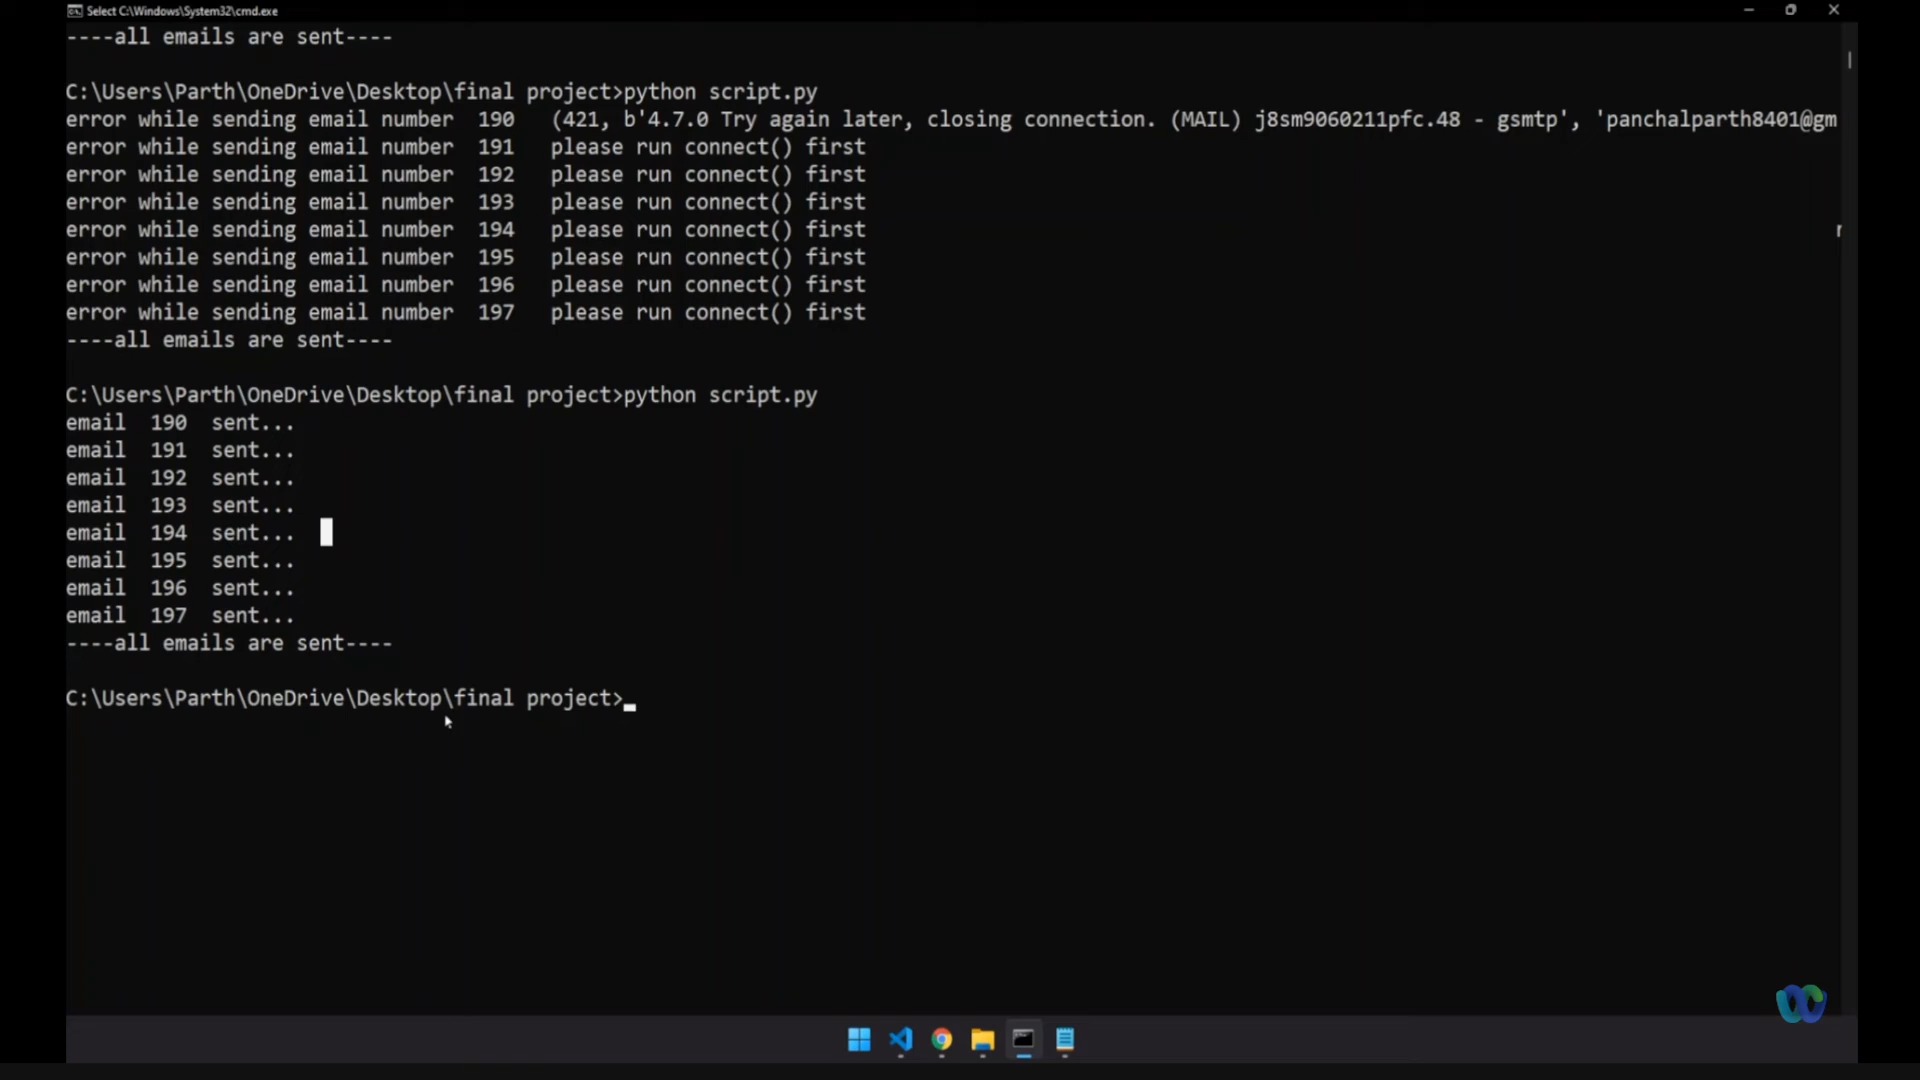 Select C:\Windows\System32\cmd.exe
----all emails are sent----
C:\Users\Parth\OneDrive\Desktop\final project>python script.py
error while sending email number  190   (421, b'4.7.0 Try again later, closing connection. (MAIL) j8sm9060211pfc.48 - gsmtp', 'panchalparth8401@gm
error while sending email number  191   please run connect() first
error while sending email number  192   please run connect() first
error while sending email number  193   please run connect() first
error while sending email number  194   please run connect() first
error while sending email number  195   please run connect() first
error while sending email number  196   please run connect() first
error while sending email number  197   please run connect() first
----all emails are sent----
C:\Users\Parth\OneDrive\Desktop\final project>python script.py
email  190  sent...
email  191  sent...
email  192  sent...
email  193  sent...
email  194  sent...
email  195  sent...
email  196  sent...
email  197  sent...
----all emails are sent----
C:\Users\Parth\OneDrive\Desktop\final project>